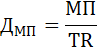 Д_МП = МП / TR